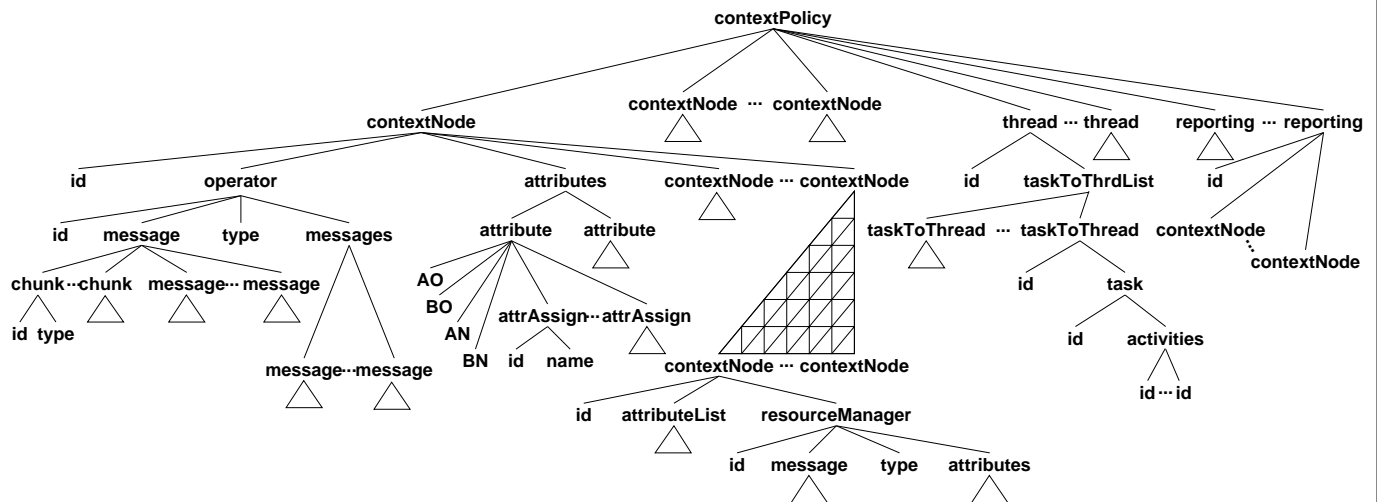 contextPolicy
contextNode ··· contextNode
contextNode
thread ··· thread
reporting ··· reporting
id
operator
attributes
contextNode ··· contextNode
id
taskToThrdList
id
id
message
type
messages
attribute
attribute
taskToThread ··· taskToThread
contextNode
contextNode
chunk ··· chunk
message ··· message
AO
BO
AN
BN
id
task
id type
attrAssign ··· attrAssign
id
name
id
activities
message ··· message
contextNode ··· contextNode
id ··· id
id
attributeList
resourceManager
id
message
type
attributes